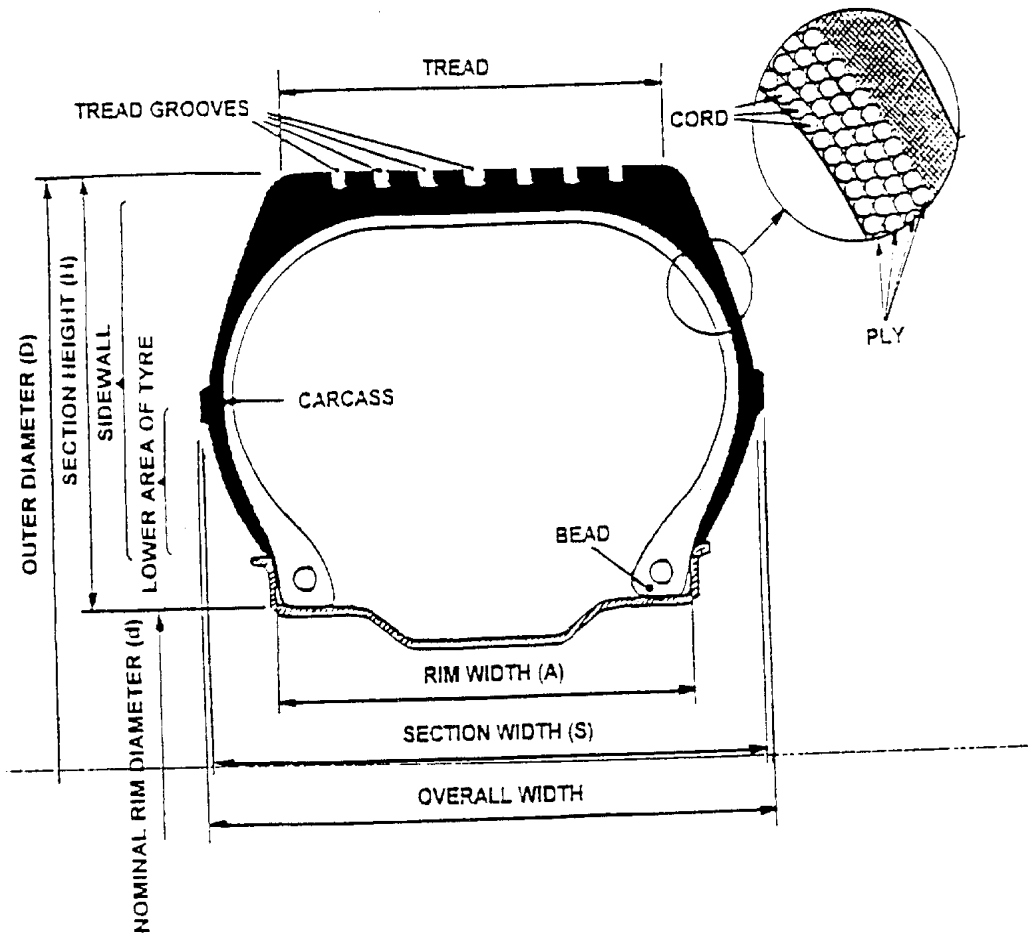 TREAD
TREAD GROOVES
CORD
PLY
OUTER DIAMETER (D)
SECTION HEIGHT (H)
SIDEWALL
LOWER AREA OF TYRE
CARCASS
BEAD
NOMINAL RIM DIAMETER (d)
RIM WIDTH (A)
SECTION WIDTH (S)
OVERALL WIDTH